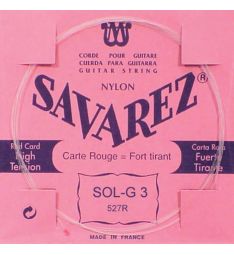 CORDE POUR GUITARE
CUERDA PARA GUITARRA
GUITAR STRING
NYLON
SAVAREZ®
Red Card
High
Tension
Carte Rouge = Fort tirant
Carta Roja
Fuerte
Tirante
SOL-G 3
527R
MADE IN FRANCE